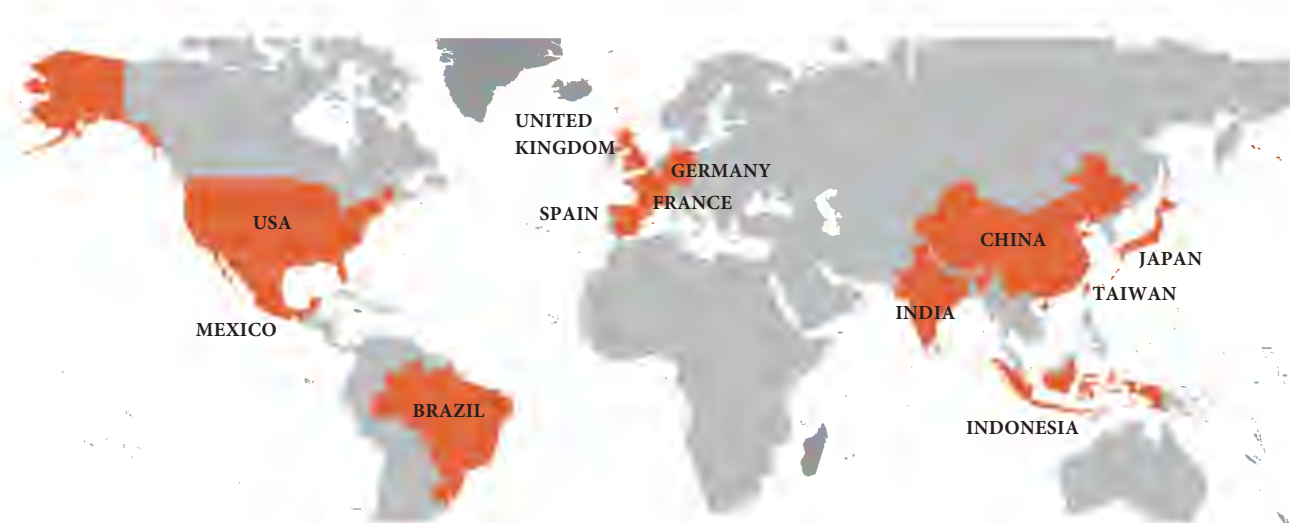 UNITED
KINGDOM
GERMANY
FRANCE
SPAIN
USA
CHINA
JAPAN
TAIWAN
INDIA
MEXICO
BRAZIL
INDONESIA